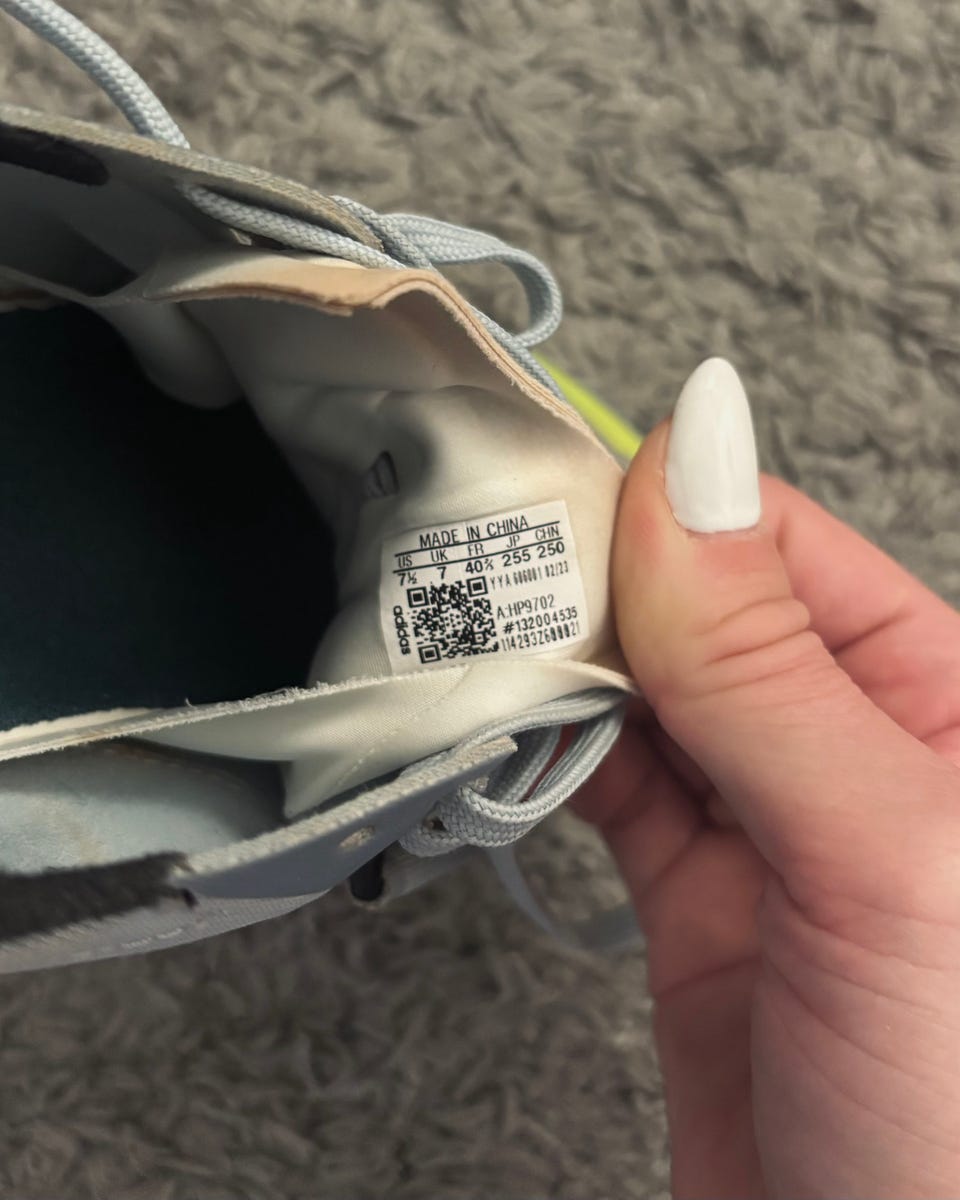 MADE IN CHINA
US UK FR JP CHN
7½ 7 40⅔ 255 250
YYA 606001 02/23
A:HP9702
#132004535
114293Z600021
adidas